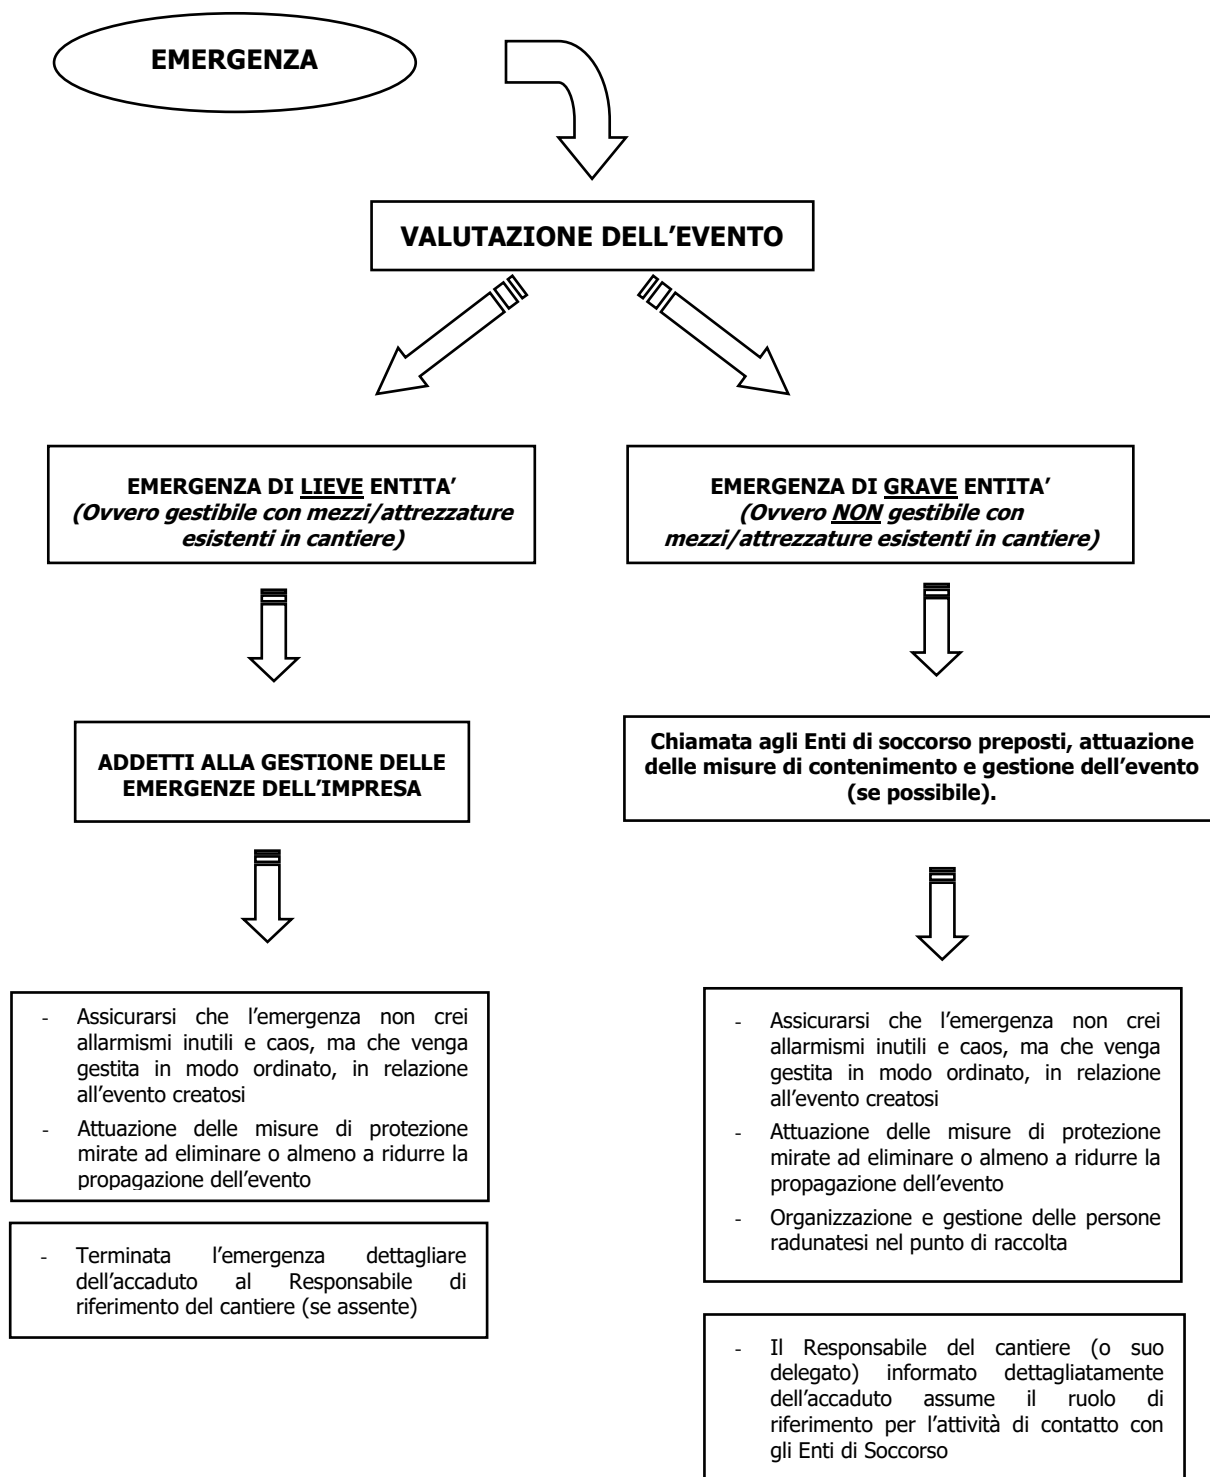 EMERGENZA
VALUTAZIONE DELL’EVENTO
EMERGENZA DI LIEVE ENTITA’
(Ovvero gestibile con mezzi/attrezzature
esistenti in cantiere)
EMERGENZA DI GRAVE ENTITA’
(Ovvero NON gestibile con
mezzi/attrezzature esistenti in cantiere)
ADDETTI ALLA GESTIONE DELLE
EMERGENZE DELL’IMPRESA
Chiamata agli Enti di soccorso preposti, attuazione
delle misure di contenimento e gestione dell’evento
(se possibile).
- Assicurarsi che l’emergenza non crei
allarmismi inutili e caos, ma che venga
gestita in modo ordinato, in relazione
all’evento creatosi
- Attuazione delle misure di protezione
mirate ad eliminare o almeno a ridurre la
propagazione dell’evento
- Terminata l’emergenza dettagliare
dell’accaduto al Responsabile di
riferimento del cantiere (se assente)
- Assicurarsi che l’emergenza non crei
allarmismi inutili e caos, ma che venga
gestita in modo ordinato, in relazione
all’evento creatosi
- Attuazione delle misure di protezione
mirate ad eliminare o almeno a ridurre la
propagazione dell’evento
- Organizzazione e gestione delle persone
radunatesi nel punto di raccolta
- Il Responsabile del cantiere (o suo
delegato) informato dettagliatamente
dell’accaduto assume il ruolo di
riferimento per l’attività di contatto con
gli Enti di Soccorso